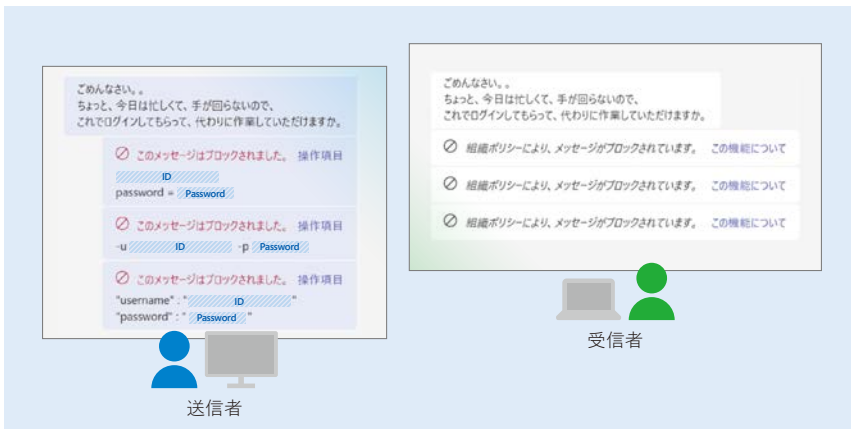 ごめんなさい。。
ちょっと、今日は忙しくて、手が回らないので、
これでログインしてもらって、代わりに作業していただけますか。
このメッセージはブロックされました。 操作項目
ID
password = Password
このメッセージはブロックされました。 操作項目
-u ID -p Password
このメッセージはブロックされました。 操作項目
"username" : " ID "
"password" : " Password "
送信者
ごめんなさい。。
ちょっと、今日は忙しくて、手が回らないので、
これでログインしてもらって、代わりに作業していただけますか。
組織ポリシーにより、メッセージがブロックされています。 この機能について
組織ポリシーにより、メッセージがブロックされています。 この機能について
組織ポリシーにより、メッセージがブロックされています。 この機能について
受信者